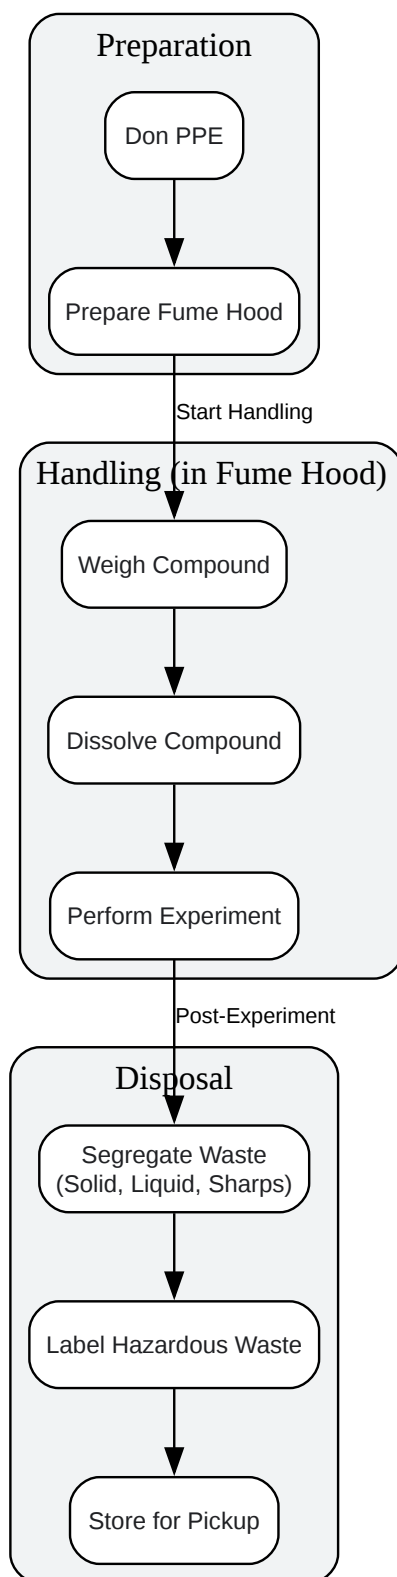 Preparation
Don PPE
Prepare Fume Hood
Start Handling
Handling (in Fume Hood)
Weigh Compound
Dissolve Compound
Perform Experiment
Post-Experiment
Disposal
Segregate Waste
(Solid, Liquid, Sharps)
Label Hazardous Waste
Store for Pickup